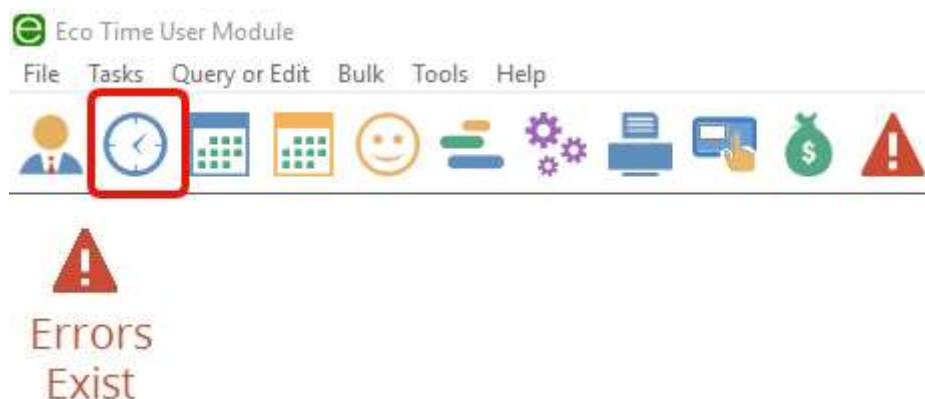 e Eco Time User Module
File Tasks Query or Edit Bulk Tools Help
$
!
!
Errors
Exist